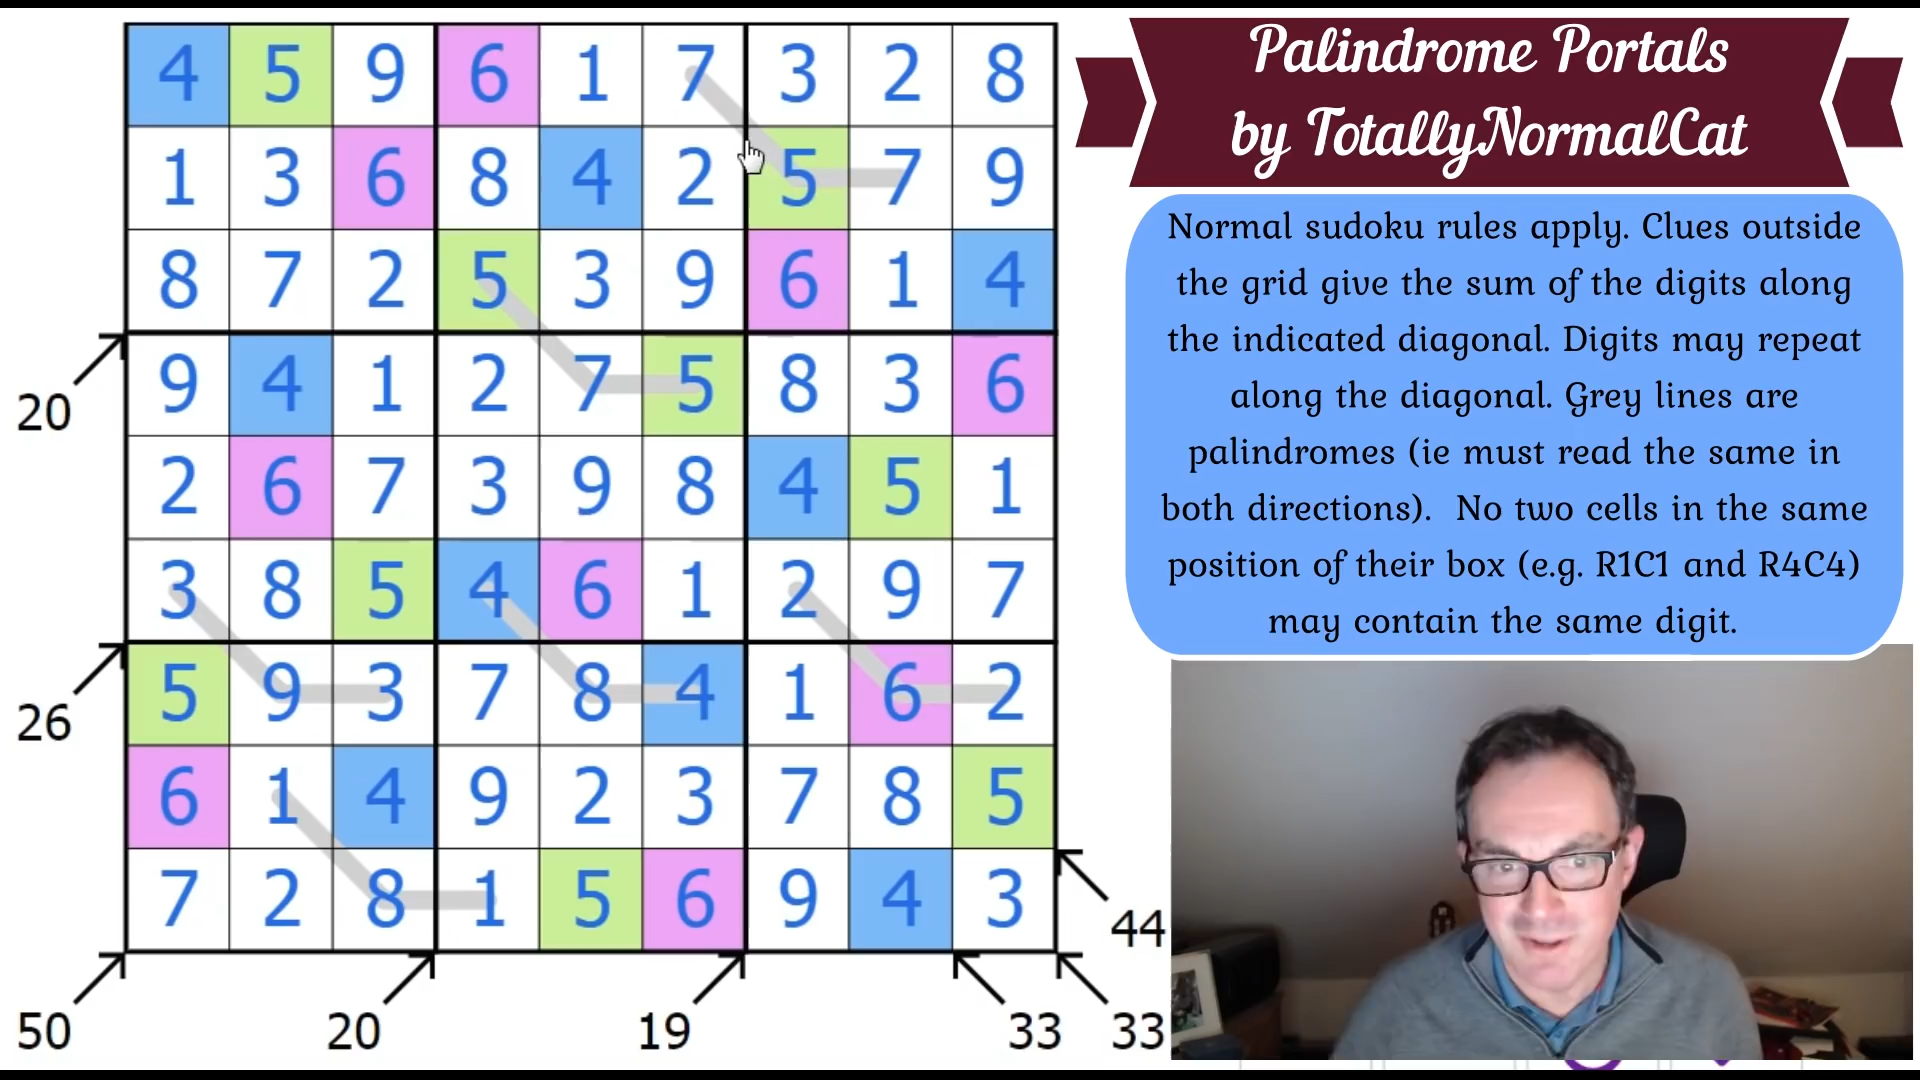 4 5 9 6 1 7 3 2 8
1 3 6 8 4 2 5 7 9
8 7 2 5 3 9 6 1 4
9 4 1 2 7 5 8 3 6
20
2 6 7 3 9 8 4 5 1
3 8 5 4 6 1 2 9 7
5 9 3 7 8 4 1 6 2
26
6 1 4 9 2 3 7 8 5
7 2 8 1 5 6 9 4 3
44
50 20 19 33 33
Palindrome Portals
by TotallyNormalCat
Normal sudoku rules apply. Clues outside
the grid give the sum of the digits along
the indicated diagonal. Digits may repeat
along the diagonal. Grey lines are
palindromes (ie must read the same in
both directions). No two cells in the same
position of their box (e.g. R1C1 and R4C4)
may contain the same digit.